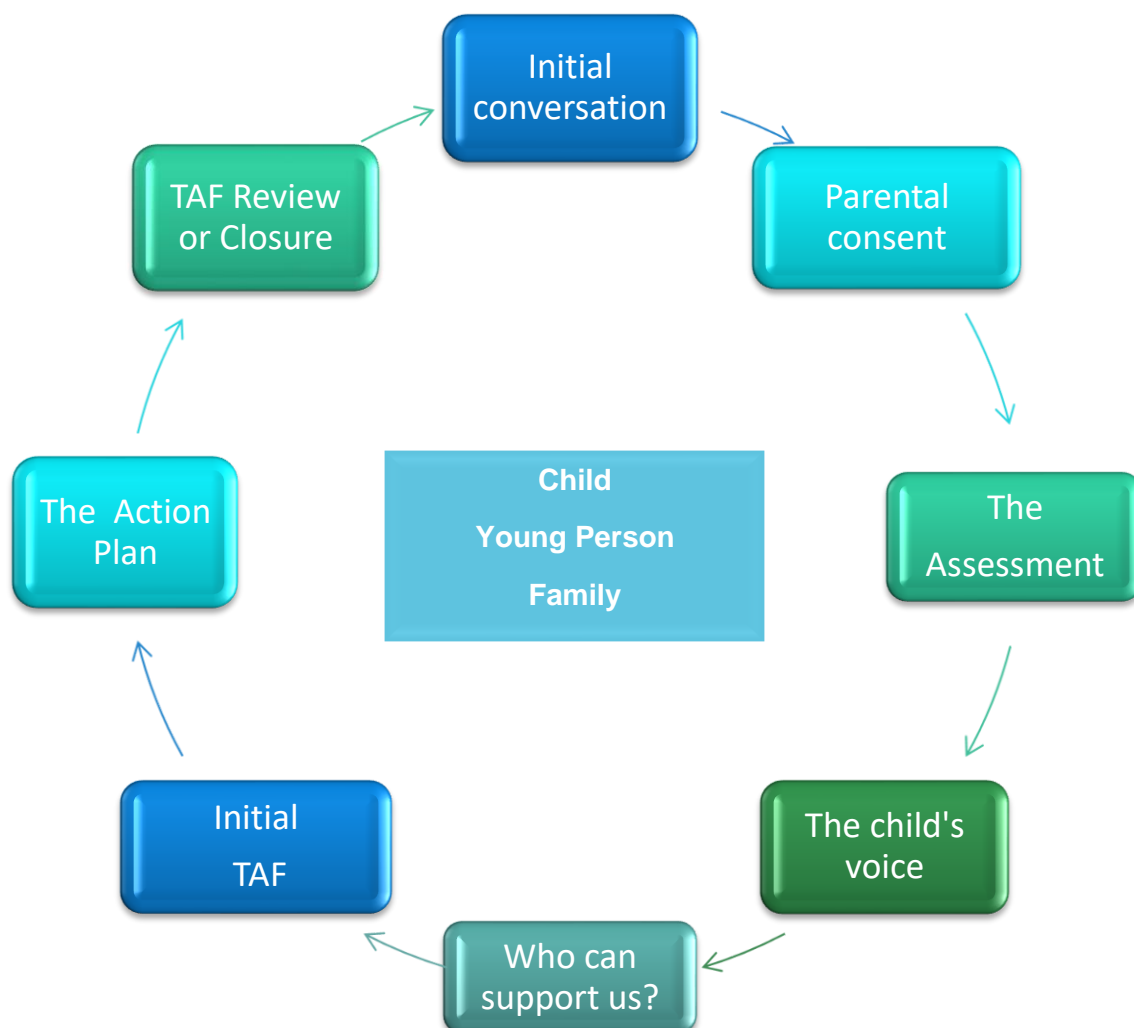 Initial
conversation
Parental
consent
The
Assessment
The child's
voice
Who can
support us?
Initial
TAF
The  Action
Plan
TAF Review
or Closure
Child
Young Person
Family